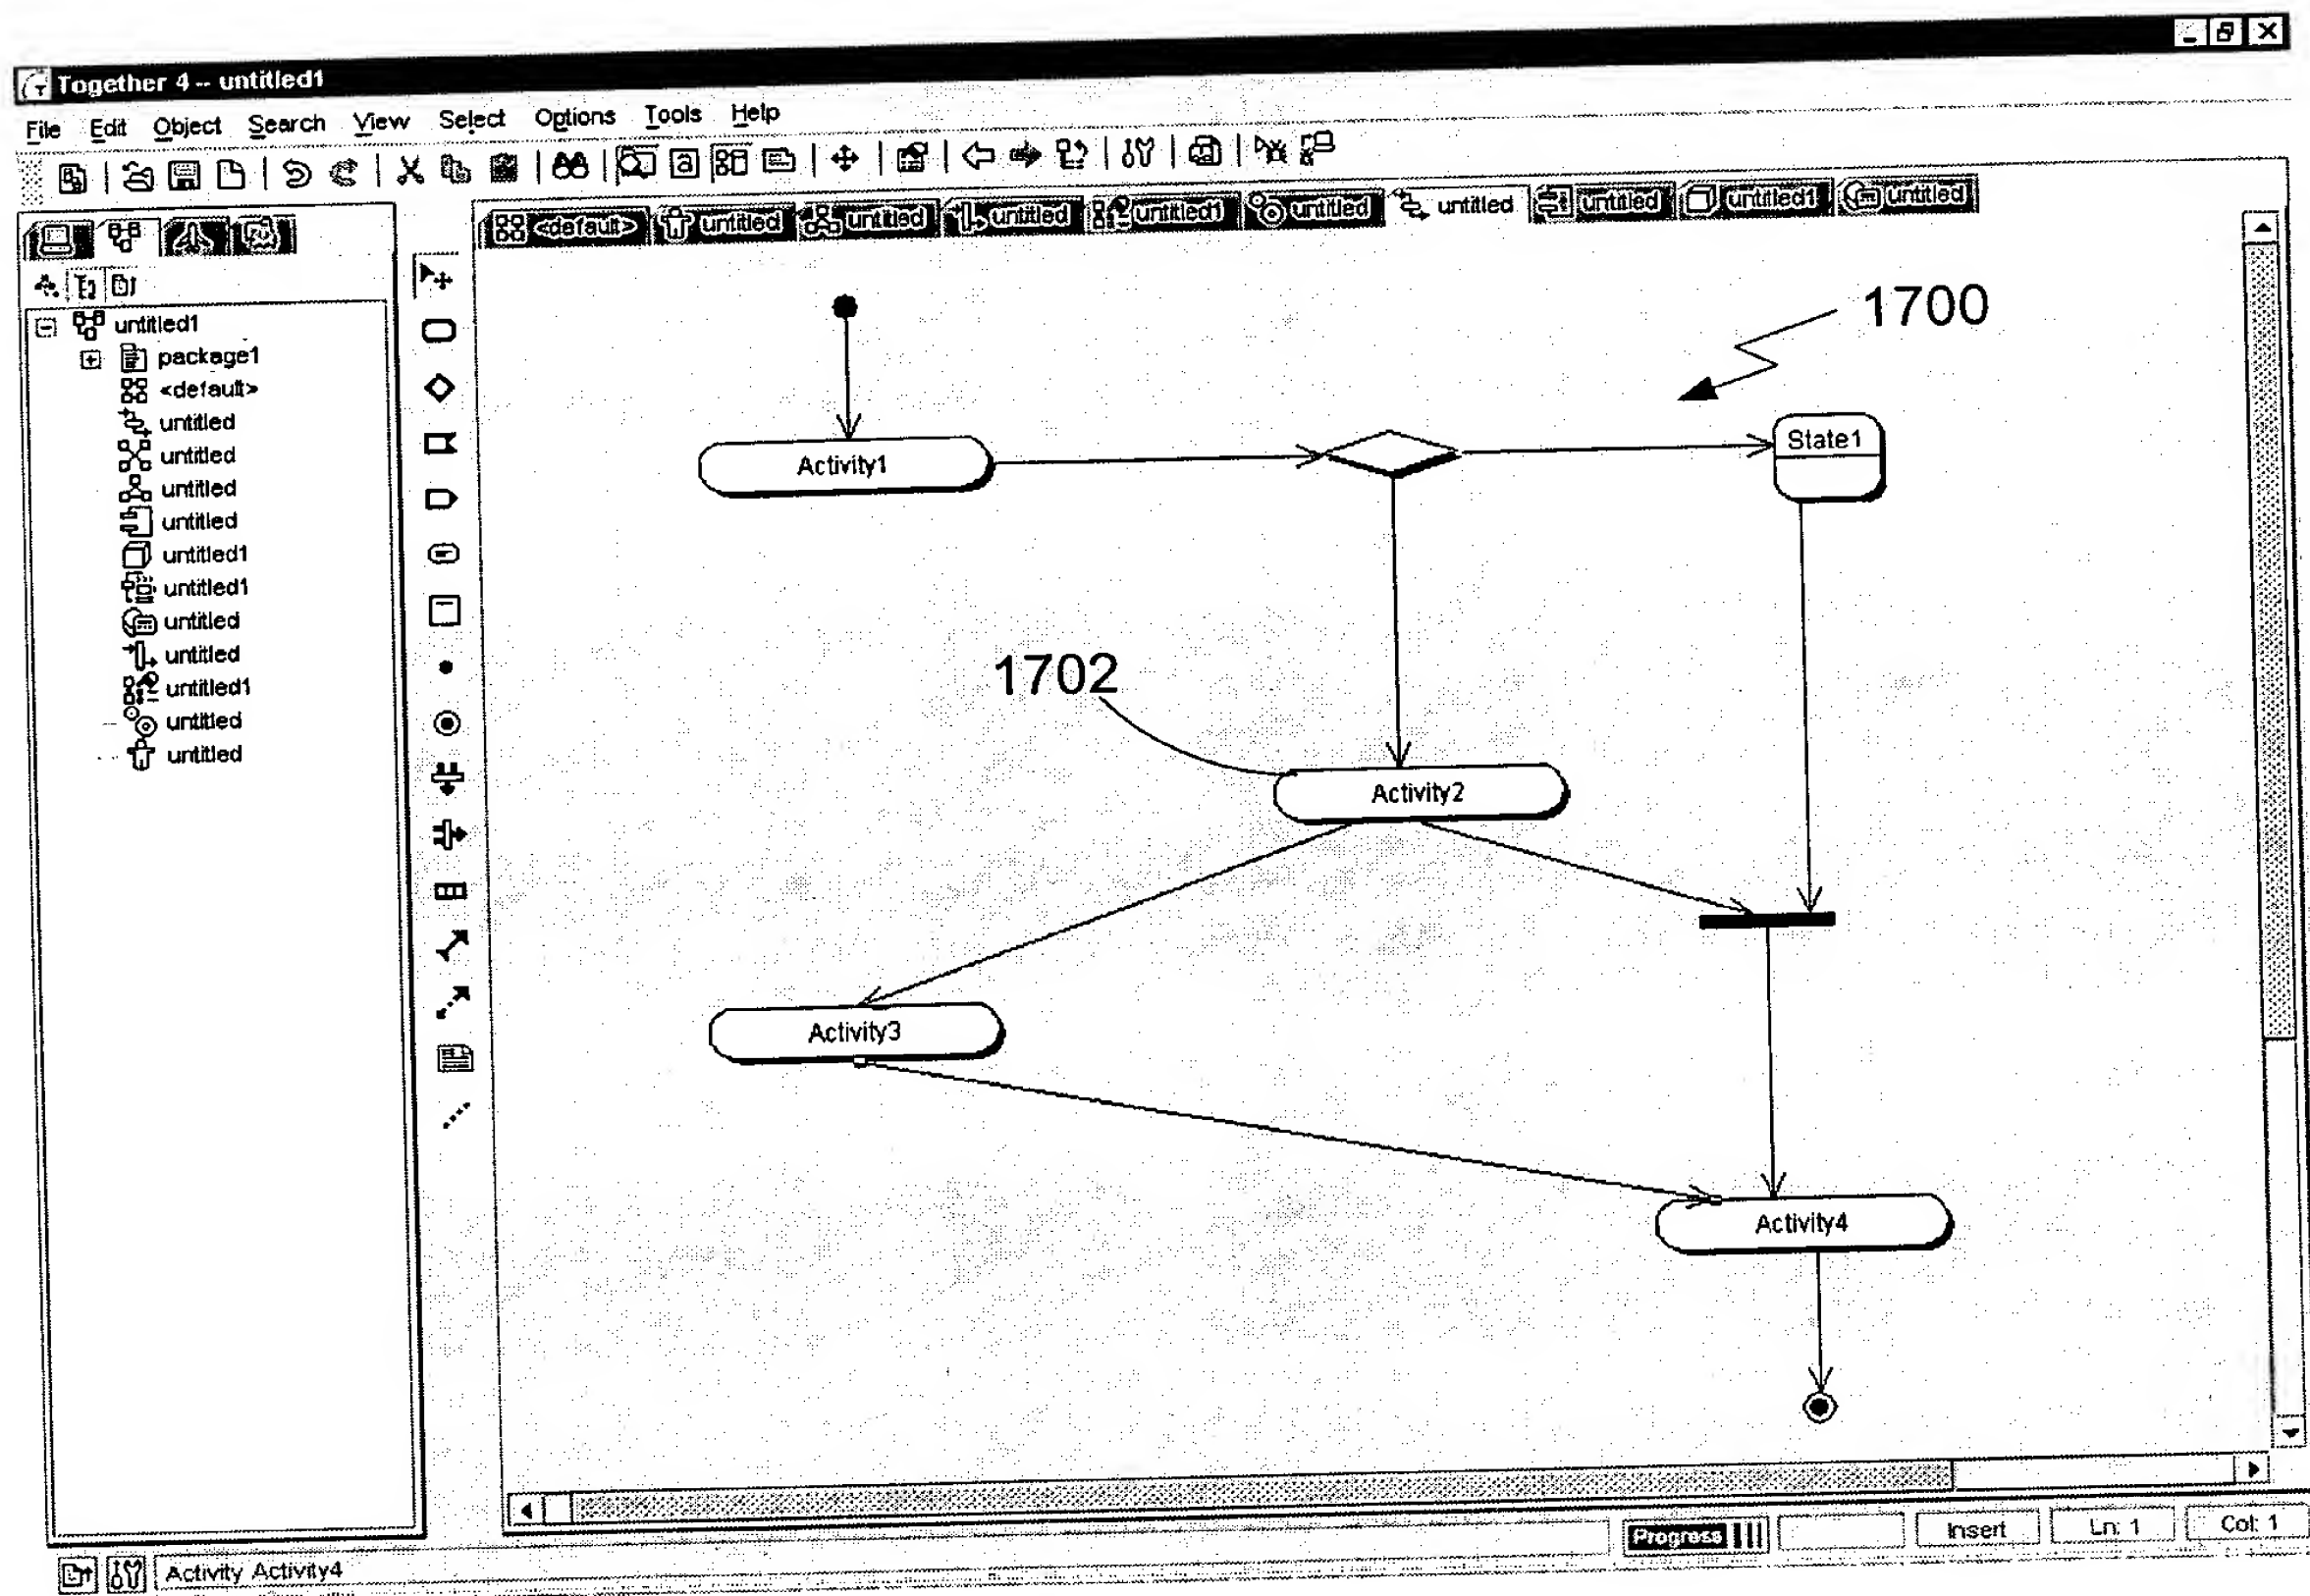 Together 4 -- untitled1
File Edit Object Search View Select Options Tools Help
<default> untitled untitled untitled untitled1 untitled untitled untitled untitled1 untitled
untitled1
package1
<default>
untitled
untitled
untitled
untitled
untitled1
untitled1
untitled
untitled
untitled1
untitled
untitled
1700
Activity1
State1
1702
Activity2
Activity3
Activity4
Progress Insert Ln: 1 Col: 1
Activity Activity4